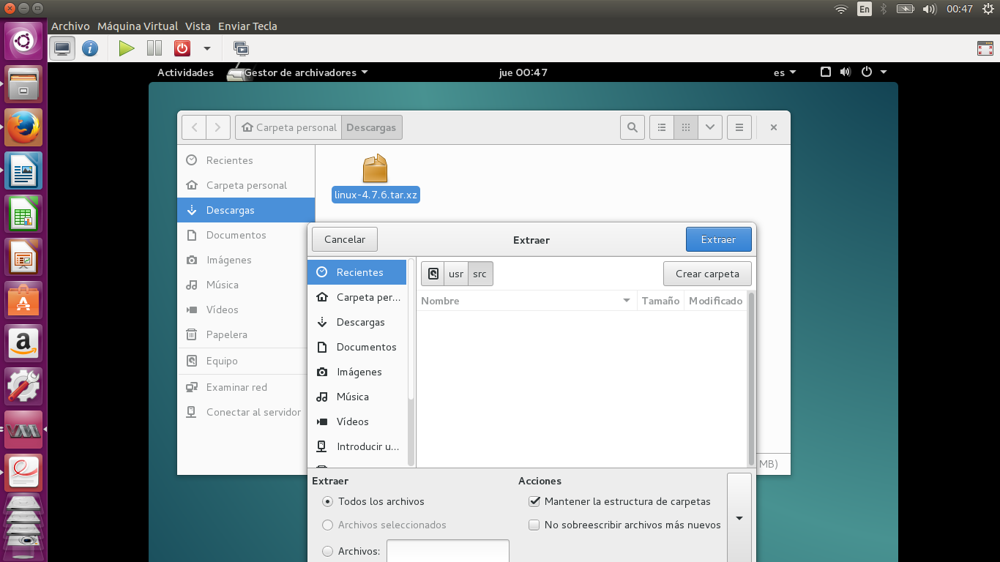 En 00:47
Archivo Máquina Virtual Vista Enviar Tecla
Actividades Gestor de archivadores jue 00:47 es
Carpeta personal Descargas
Recientes
Carpeta personal
Descargas
Documentos
Imágenes
Música
Vídeos
Papelera
Equipo
Examinar red
Conectar al servidor
linux-4.7.6.tar.xz
MB)
Cancelar Extraer Extraer
Recientes
Carpeta per...
Descargas
Documentos
Imágenes
Música
Vídeos
Introducir u...
usr src Crear carpeta
Nombre Tamaño Modificado
Extraer
Todos los archivos
Archivos seleccionados
Archivos:
Acciones
Mantener la estructura de carpetas
No sobreescribir archivos más nuevos